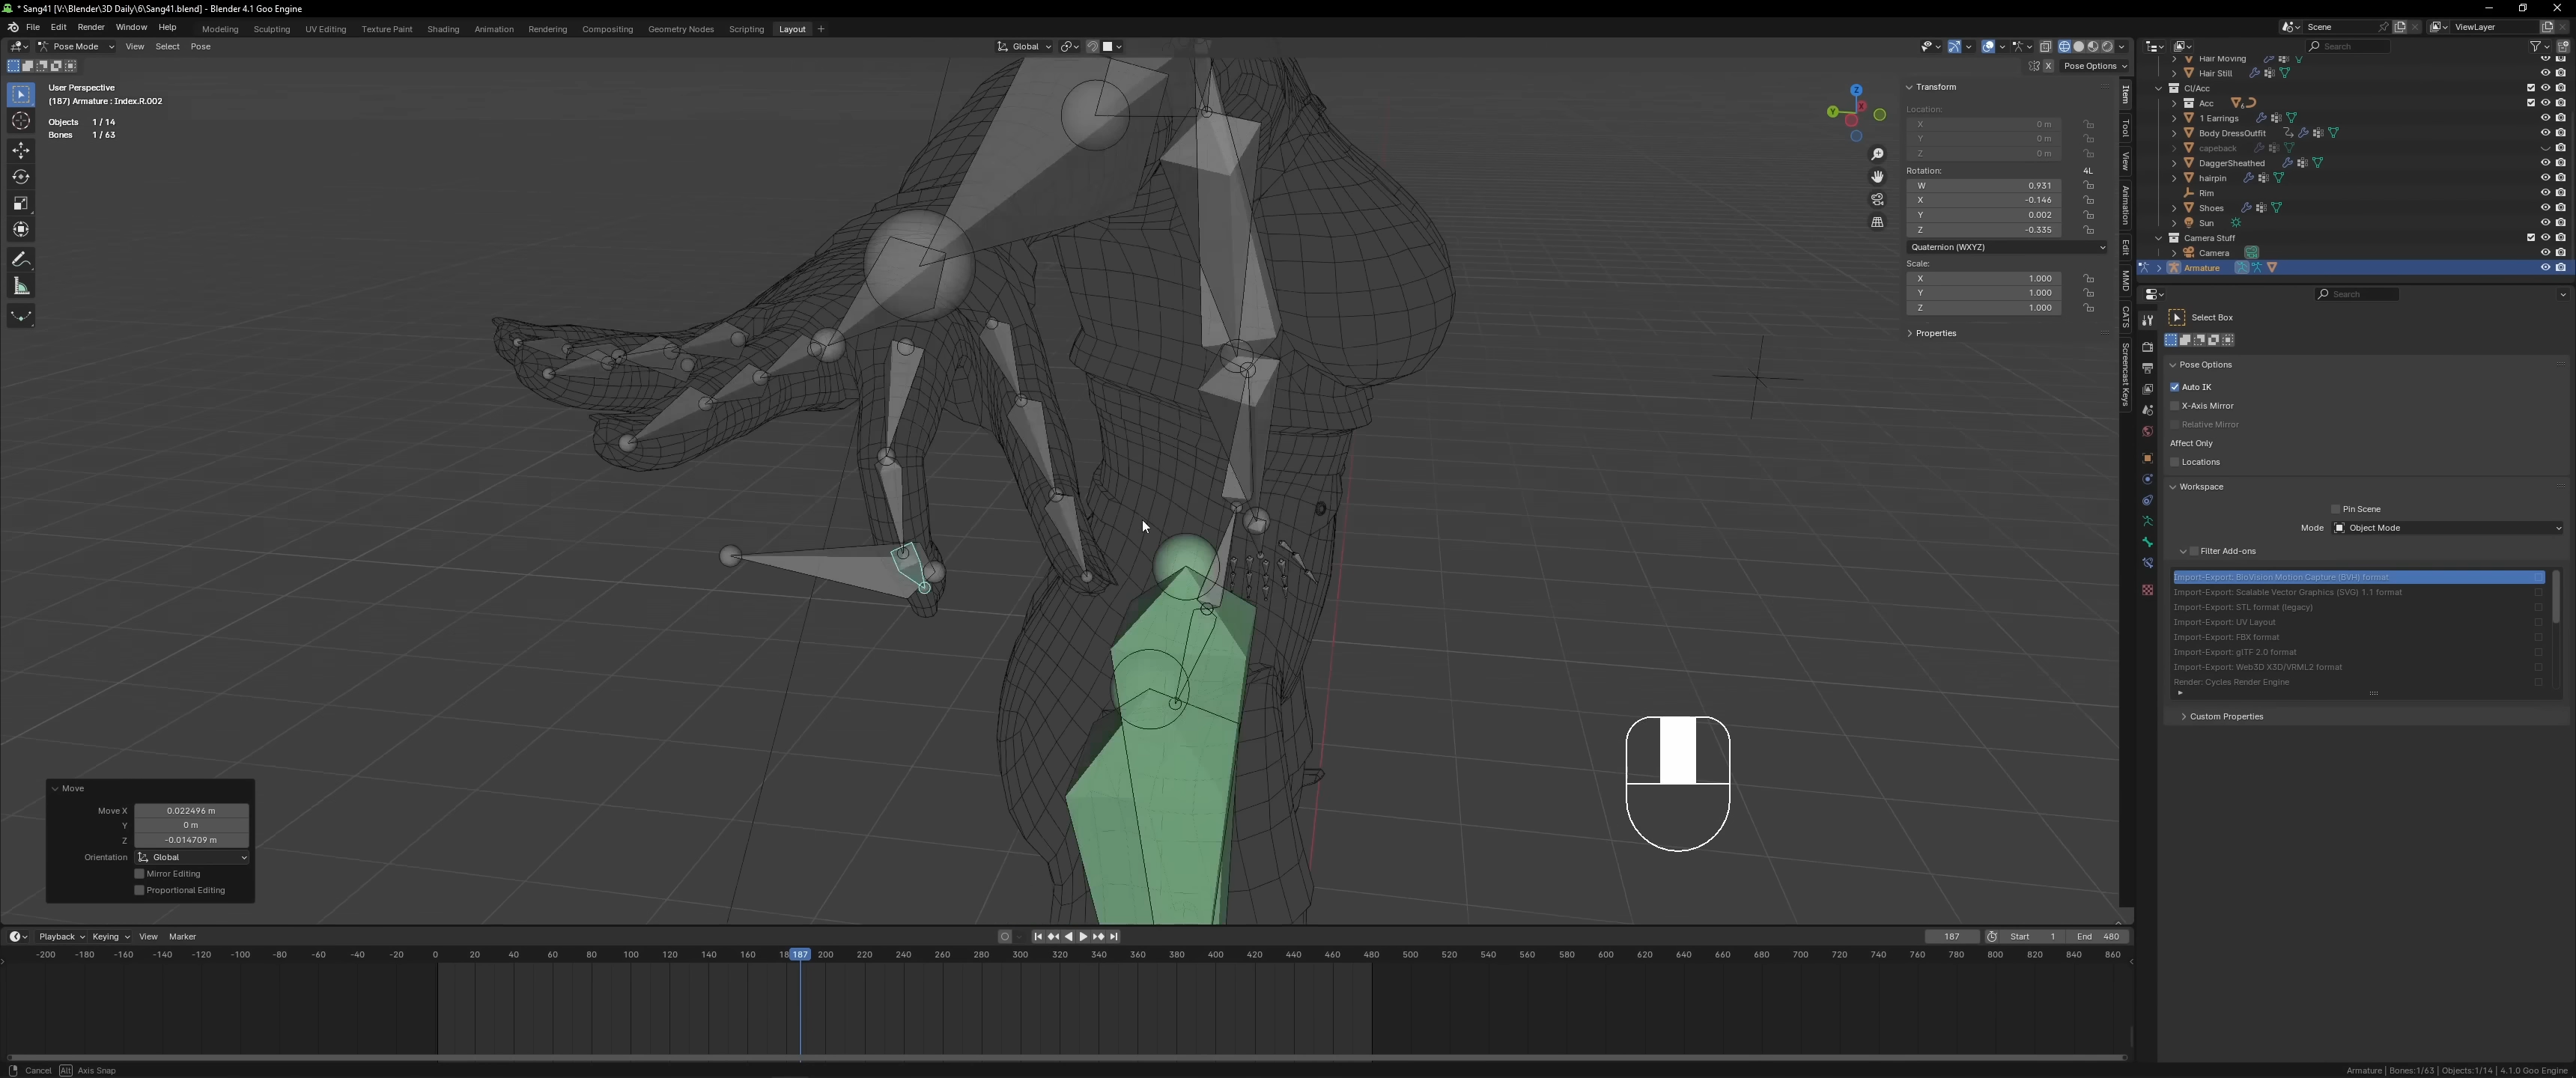 * Sang41 [V:\Blender\3D Daily\6\Sang41.blend] - Blender 4.1 Goo Engine
File Edit Render Window Help
Modeling Sculpting UV Editing Texture Paint Shading Animation Rendering Compositing Geometry Nodes Scripting Layout +
Scene
ViewLayer
Pose Mode View Select Pose
Global
Search
X Pose Options
User Perspective
(187) Armature : Index.R.002
Objects 1 / 14
Bones 1 / 63
Z
Y
X
Transform
Location:
X 0 m
Y 0 m
Z 0 m
Rotation: 4L
W 0.931
X -0.146
Y 0.002
Z -0.335
Quaternion (WXYZ)
Scale:
X 1.000
Y 1.000
Z 1.000
Properties
Item
Tool
View
Animation
Edit
MMD
CATS
Screencast Keys
Hair Moving
Hair Still
Cl/Acc
Acc 6
1 Earrings
Body DressOutfit
capeback
DaggerSheathed
hairpin
Rim
Shoes
Sun
Camera Stuff
Camera
Armature
Search
Select Box
Pose Options
Auto IK
X-Axis Mirror
Relative Mirror
Affect Only
Locations
Workspace
Pin Scene
Mode Object Mode
Filter Add-ons
Import-Export: BioVision Motion Capture (BVH) format
Import-Export: Scalable Vector Graphics (SVG) 1.1 format
Import-Export: STL format (legacy)
Import-Export: UV Layout
Import-Export: FBX format
Import-Export: glTF 2.0 format
Import-Export: Web3D X3D/VRML2 format
Render: Cycles Render Engine
Custom Properties
Move
Move X 0.022496 m
Y 0 m
Z -0.014709 m
Orientation Global
Mirror Editing
Proportional Editing
Playback Keying View Marker
187 Start 1 End 480
-200 -180 -160 -140 -120 -100 -80 -60 -40 -20 0 20 40 60 80 100 120 140 160 18 187 200 220 240 260 280 300 320 340 360 380 400 420 440 460 480 500 520 540 560 580 600 620 640 660 680 700 720 740 760 780 800 820 840 860
Cancel Alt Axis Snap
Armature | Bones:1/63 | Objects:1/14 | 4.1.0 Goo Engine